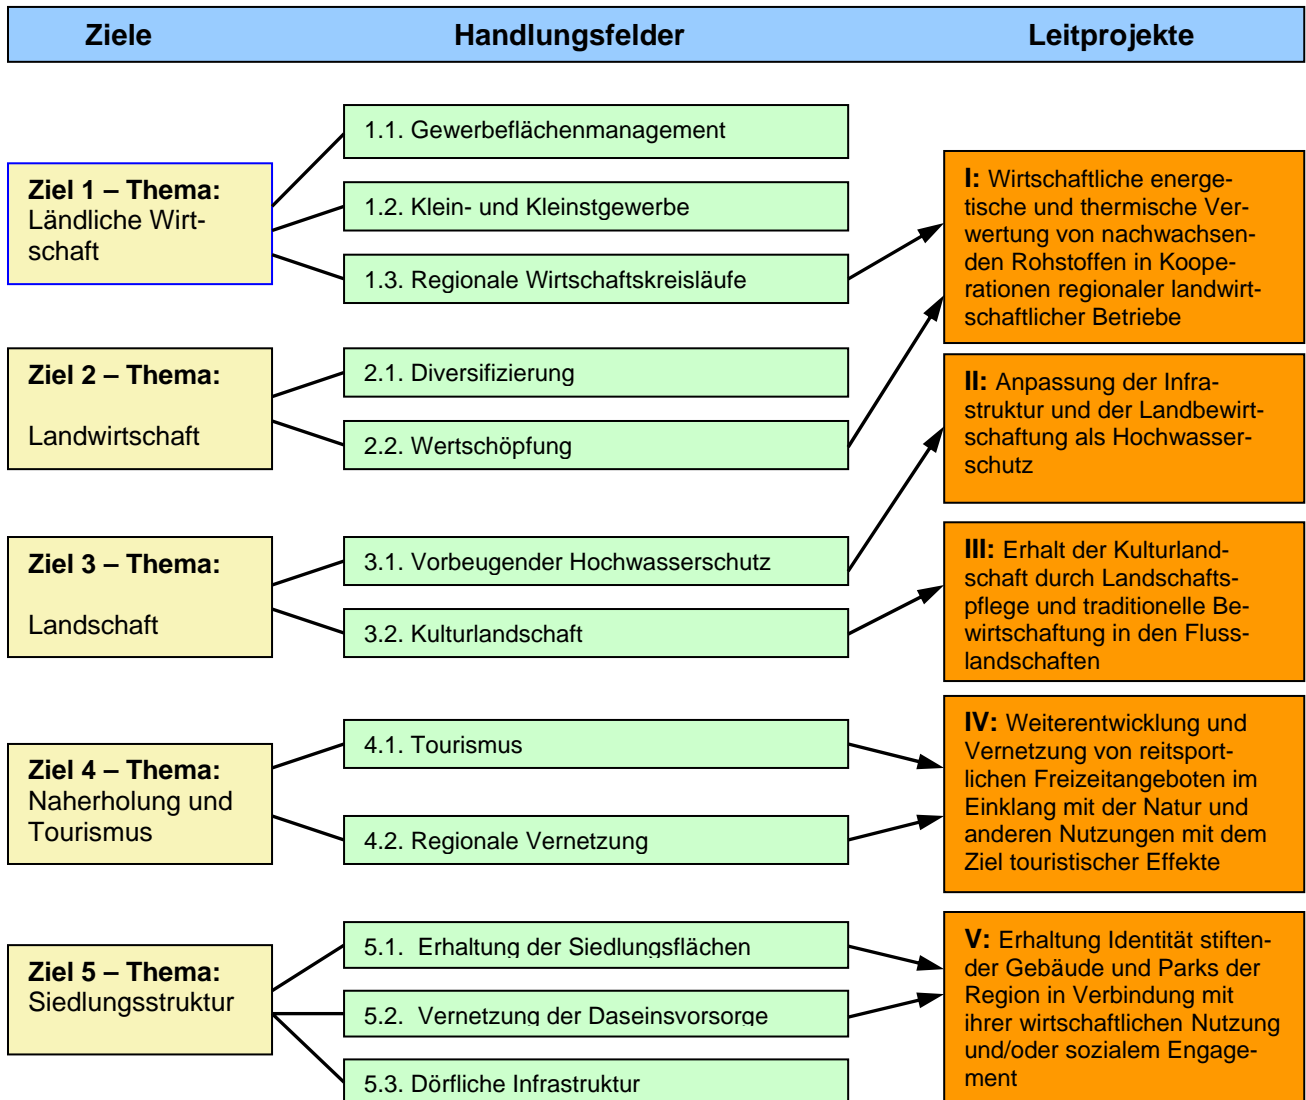 Ziele Handlungsfelder Leitprojekte
Ziel 1 – Thema:
Ländliche Wirt-
schaft
1.1. Gewerbeflächenmanagement
1.2. Klein- und Kleinstgewerbe
1.3. Regionale Wirtschaftskreisläufe
I: Wirtschaftliche energe-
tische und thermische Ver-
wertung von nachwachsen-
den Rohstoffen in Koope-
rationen regionaler landwirt-
schaftlicher Betriebe
Ziel 2 – Thema:
Landwirtschaft
2.1. Diversifizierung
2.2. Wertschöpfung
II: Anpassung der Infra-
struktur und der Landbewirt-
schaftung als Hochwasser-
schutz
Ziel 3 – Thema:
Landschaft
3.1. Vorbeugender Hochwasserschutz
3.2. Kulturlandschaft
III: Erhalt der Kulturland-
schaft durch Landschafts-
pflege und traditionelle Be-
wirtschaftung in den Fluss-
landschaften
Ziel 4 – Thema:
Naherholung und
Tourismus
4.1. Tourismus
4.2. Regionale Vernetzung
IV: Weiterentwicklung und
Vernetzung von reitsport-
lichen Freizeitangeboten im
Einklang mit der Natur und
anderen Nutzungen mit dem
Ziel touristischer Effekte
Ziel 5 – Thema:
Siedlungsstruktur
5.1. Erhaltung der Siedlungsflächen
5.2. Vernetzung der Daseinsvorsorge
5.3. Dörfliche Infrastruktur
V: Erhaltung Identität stiften-
der Gebäude und Parks der
Region in Verbindung mit
ihrer wirtschaftlichen Nutzung
und/oder sozialem Engage-
ment